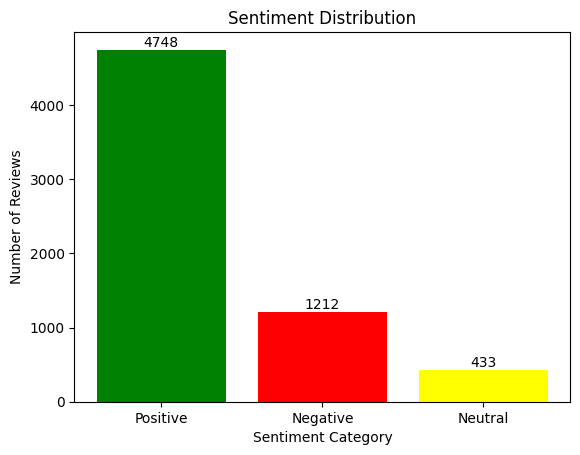 Sentiment Distribution
4748
1212
433
4000
3000
2000
1000
0
Number of Reviews
Positive
Negative
Neutral
Sentiment Category